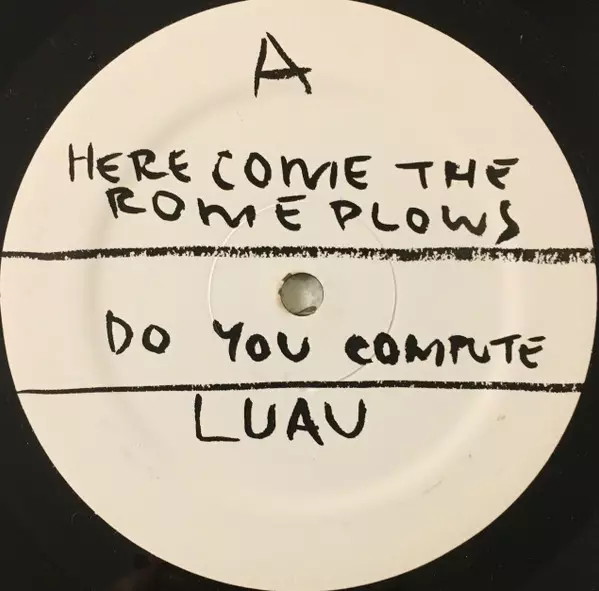 A
HERE COME THE
ROME PLOWS
DO YOU COMPUTE
LUAU